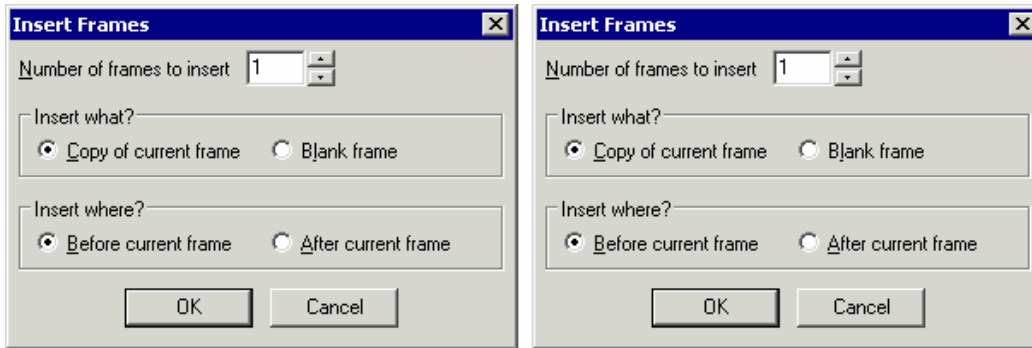 Insert Frames
Number of frames to insert 1
Insert what?
Copy of current frame Blank frame
Insert where?
Before current frame After current frame
OK Cancel
Insert Frames
Number of frames to insert 1
Insert what?
Copy of current frame Blank frame
Insert where?
Before current frame After current frame
OK Cancel